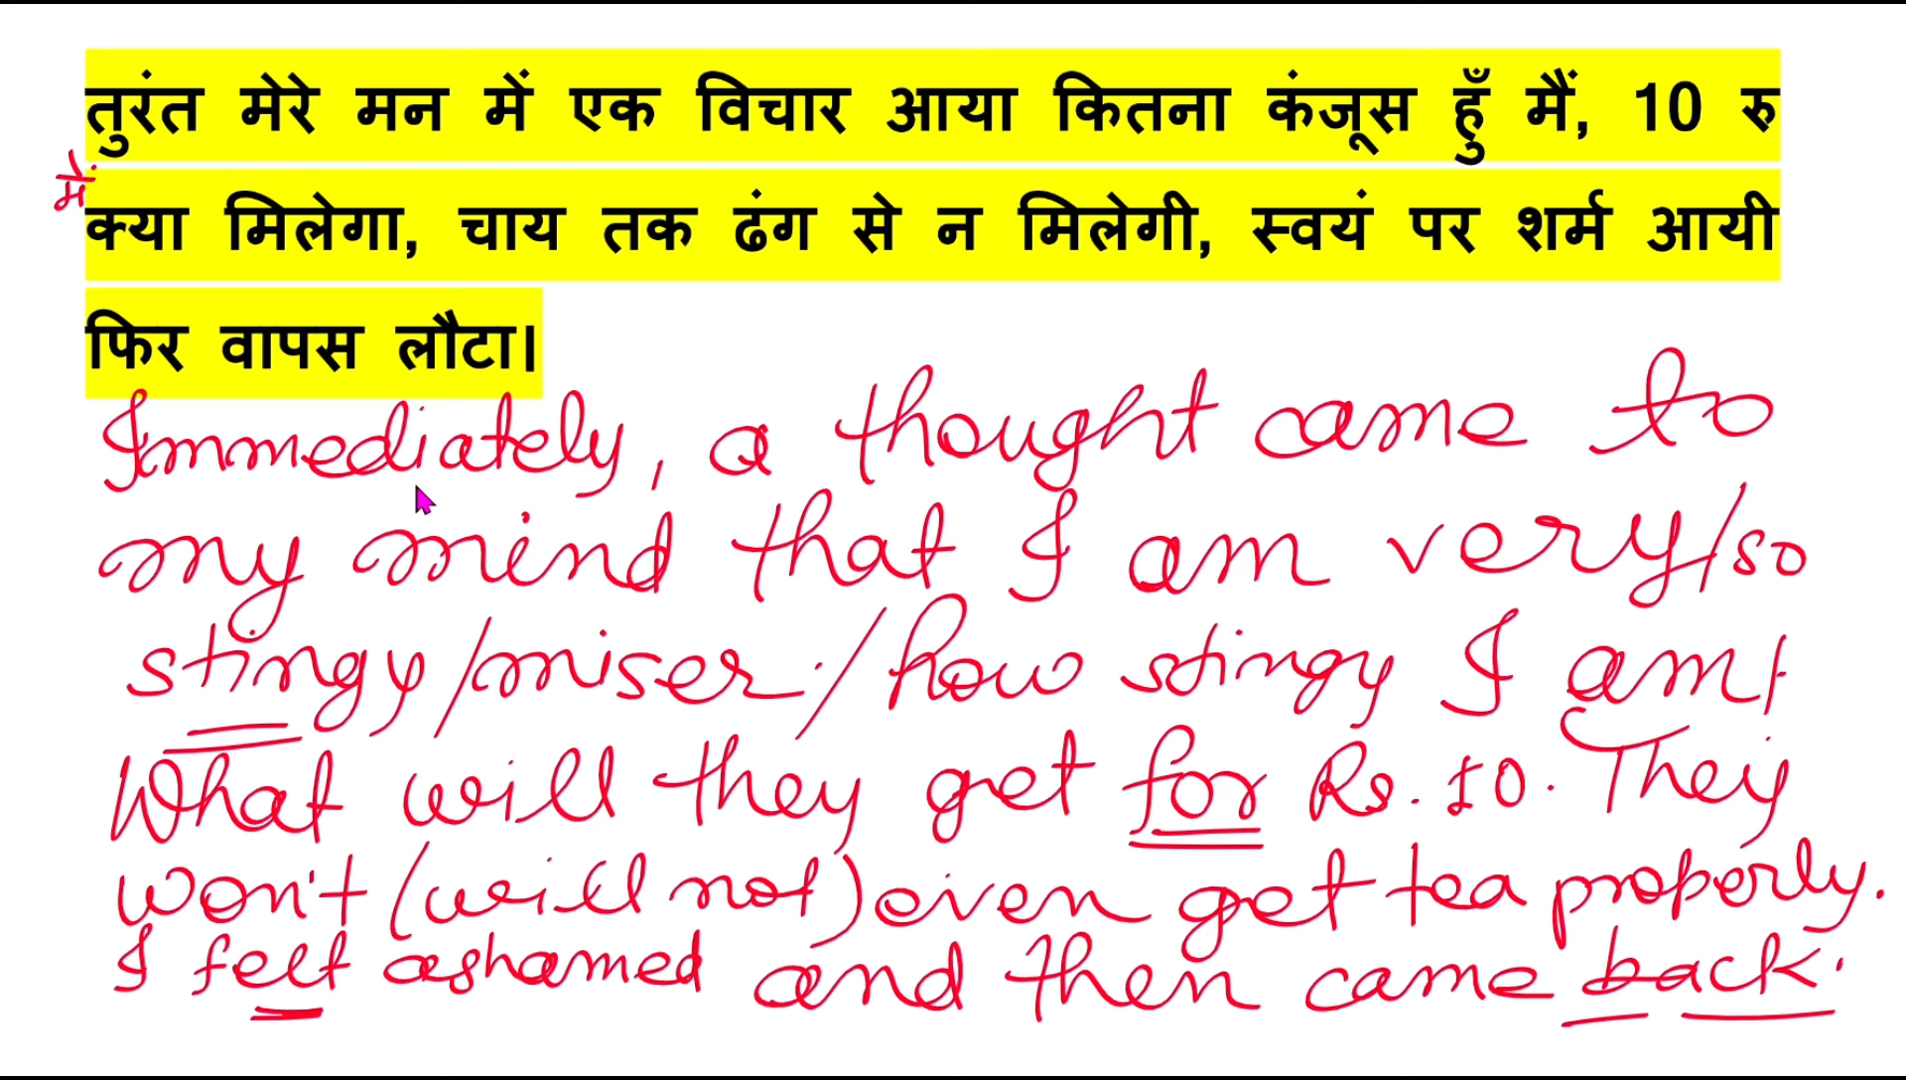 तुरंत मेरे मन में एक विचार आया कितना कंजूस हुँ मैं, 10 रु
में
क्या मिलेगा, चाय तक ढंग से न मिलेगी, स्वयं पर शर्म आयी
फिर वापस लौटा।
Immediately, a thought came to
my mind that I am very/so
stingy/miser./how stingy I am!
What will they get for Rs. 10. They
won't (will not) even get tea properly.
I felt ashamed and then came back.